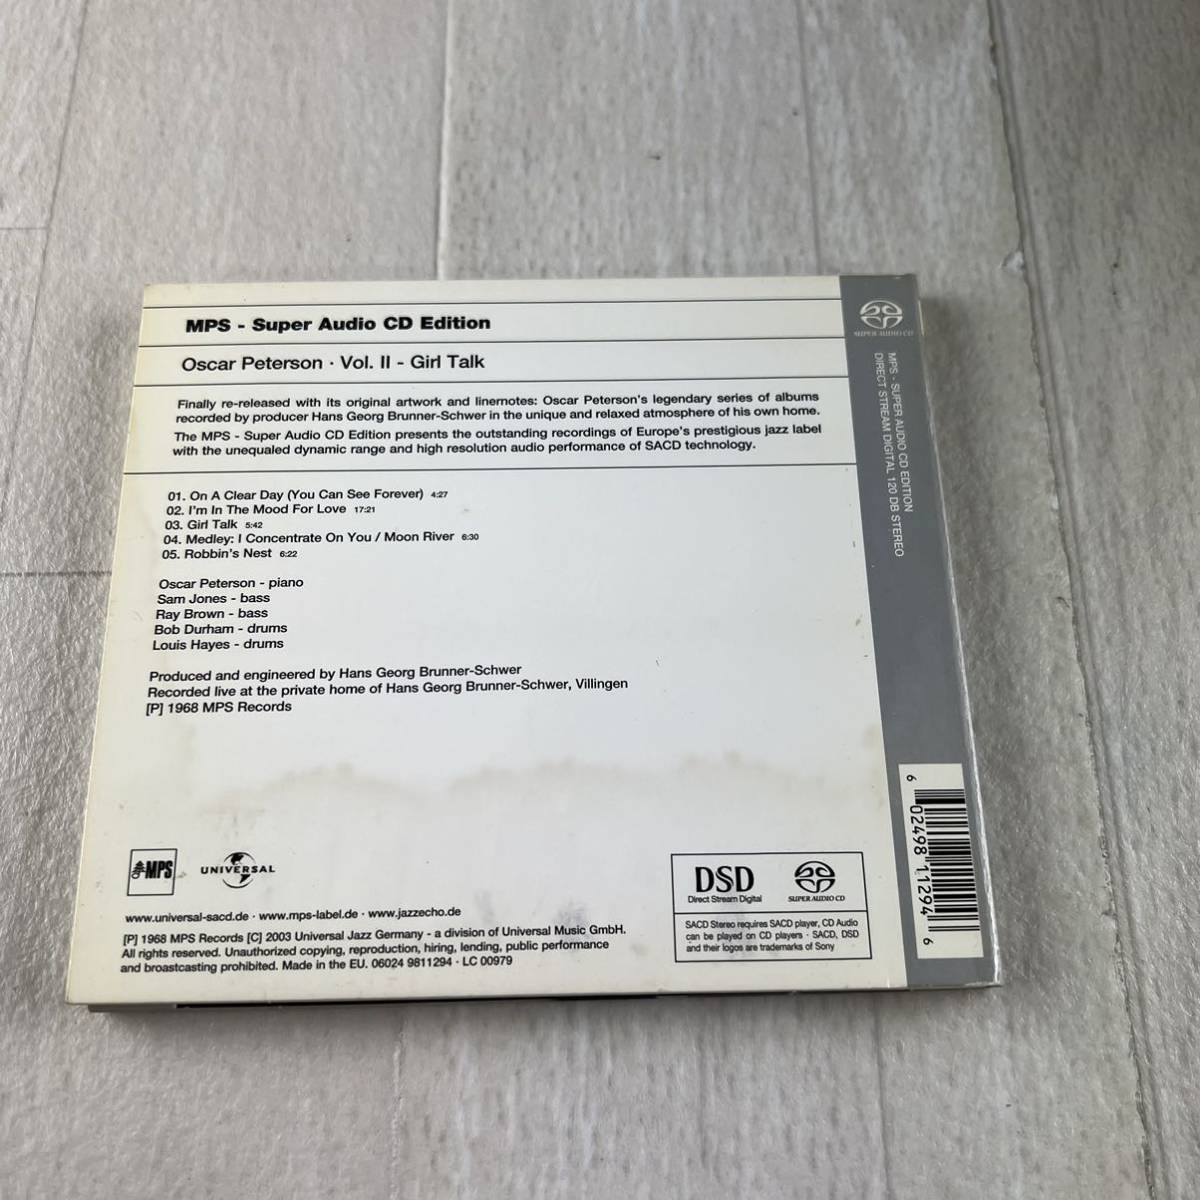 MPS - Super Audio CD Edition
Oscar Peterson · Vol. II - Girl Talk
Finally re-released with its original artwork and linernotes: Oscar Peterson's legendary series of albums
recorded by producer Hans Georg Brunner-Schwer in the unique and relaxed atmosphere of his own home.
The MPS - Super Audio CD Edition presents the outstanding recordings of Europe's prestigious jazz label
with the unequaled dynamic range and high resolution audio performance of SACD technology.
01. On A Clear Day (You Can See Forever) 4:27
02. I'm In The Mood For Love 17:21
03. Girl Talk 5:42
04. Medley: I Concentrate On You / Moon River 6:30
05. Robbin's Nest 6:22
Oscar Peterson - piano
Sam Jones - bass
Ray Brown - bass
Bob Durham - drums
Louis Hayes - drums
Produced and engineered by Hans Georg Brunner-Schwer
Recorded live at the private home of Hans Georg Brunner-Schwer, Villingen
[P] 1968 MPS Records
MPS
UNIVERSAL
www.universal-sacd.de · www.mps-label.de · www.jazzecho.de
[P] 1968 MPS Records [C] 2003 Universal Jazz Germany - a division of Universal Music GmbH.
All rights reserved. Unauthorized copying, reproduction, hiring, lending, public performance
and broastcasting prohibited. Made in the EU. 06024 9811294 · LC 00979
DSD
Direct Stream Digital
SUPER AUDIO CD
SACD Stereo requires SACD player, CD Audio
can be played on CD players · SACD, DSD
and their logos are trademarks of Sony
SUPER AUDIO CD
MPS - SUPER AUDIO CD EDITION
DIRECT STREAM DIGITAL 120 DB STEREO
6 02498 11294 6